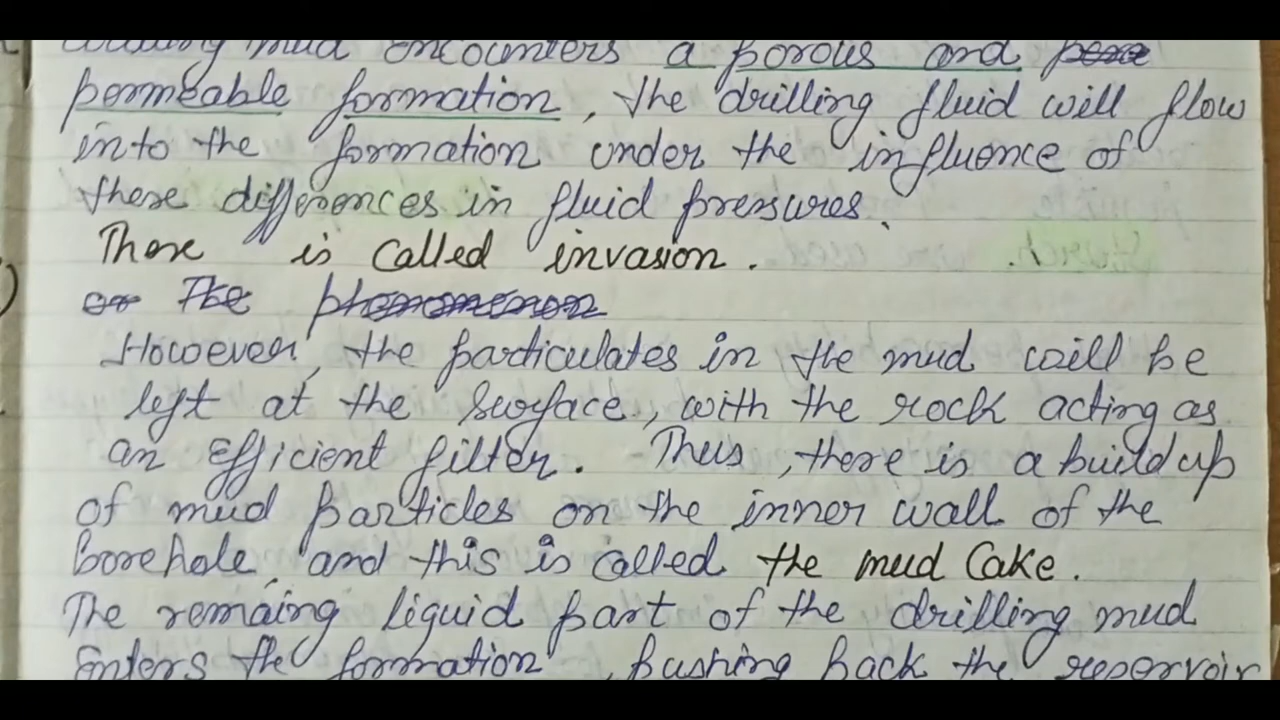 mud encounters a porous and
permeable formation, the drilling fluid will flow
into the formation under the influence of
these differences in fluid pressures.
There is called invasion.
or The phenomenon
However, the particulates in the mud will be
left at the surface, with the rock acting as
an efficient filter. Thus, there is a buildup
of mud particles on the inner wall of the
borehole, and this is called the mud cake.
The remaing liquid part of the drilling mud
Enters the formation, pushing back the reservoir